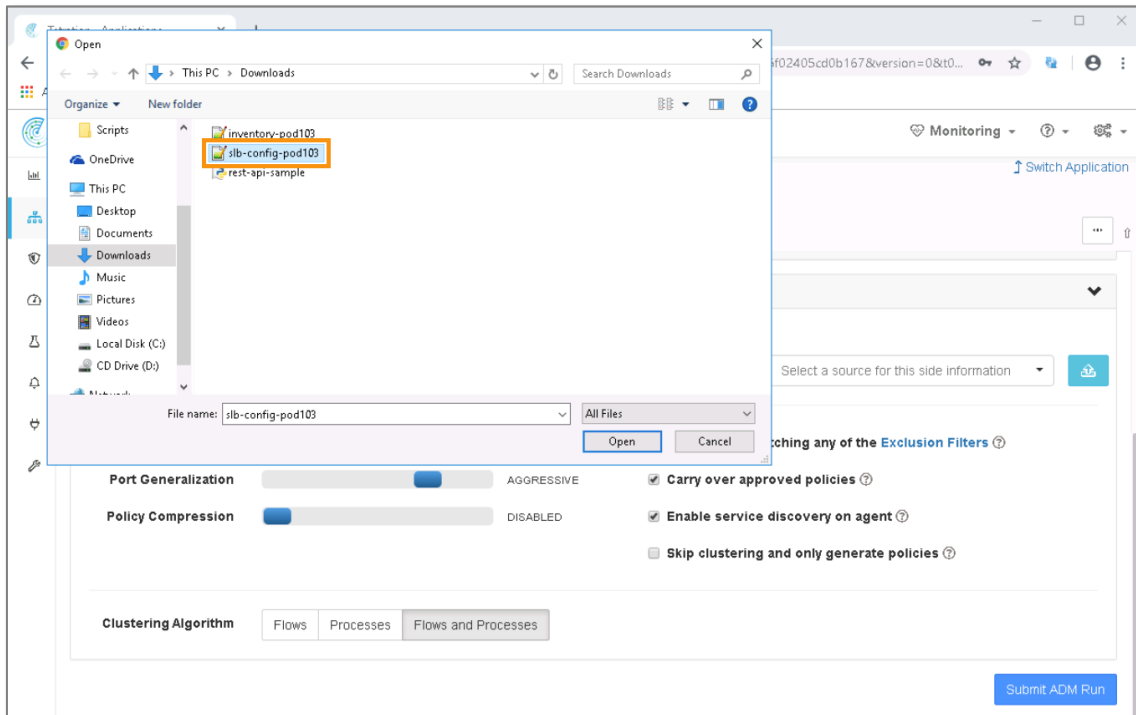 Open
This PC > Downloads
Search Downloads
Organize
New folder
Scripts
OneDrive
This PC
Desktop
Documents
Downloads
Music
Pictures
Videos
Local Disk (C:)
CD Drive (D:)
inventory-pod103
slb-config-pod103
rest-api-sample
File name: slb-config-pod103
All Files
Open
Cancel
if02405cd0b167&version=0&t0...
Monitoring
Switch Application
Select a source for this side information
any of the Exclusion Filters
Port Generalization
AGGRESSIVE
Carry over approved policies
Policy Compression
DISABLED
Enable service discovery on agent
Skip clustering and only generate policies
Clustering Algorithm
Flows
Processes
Flows and Processes
Submit ADM Run